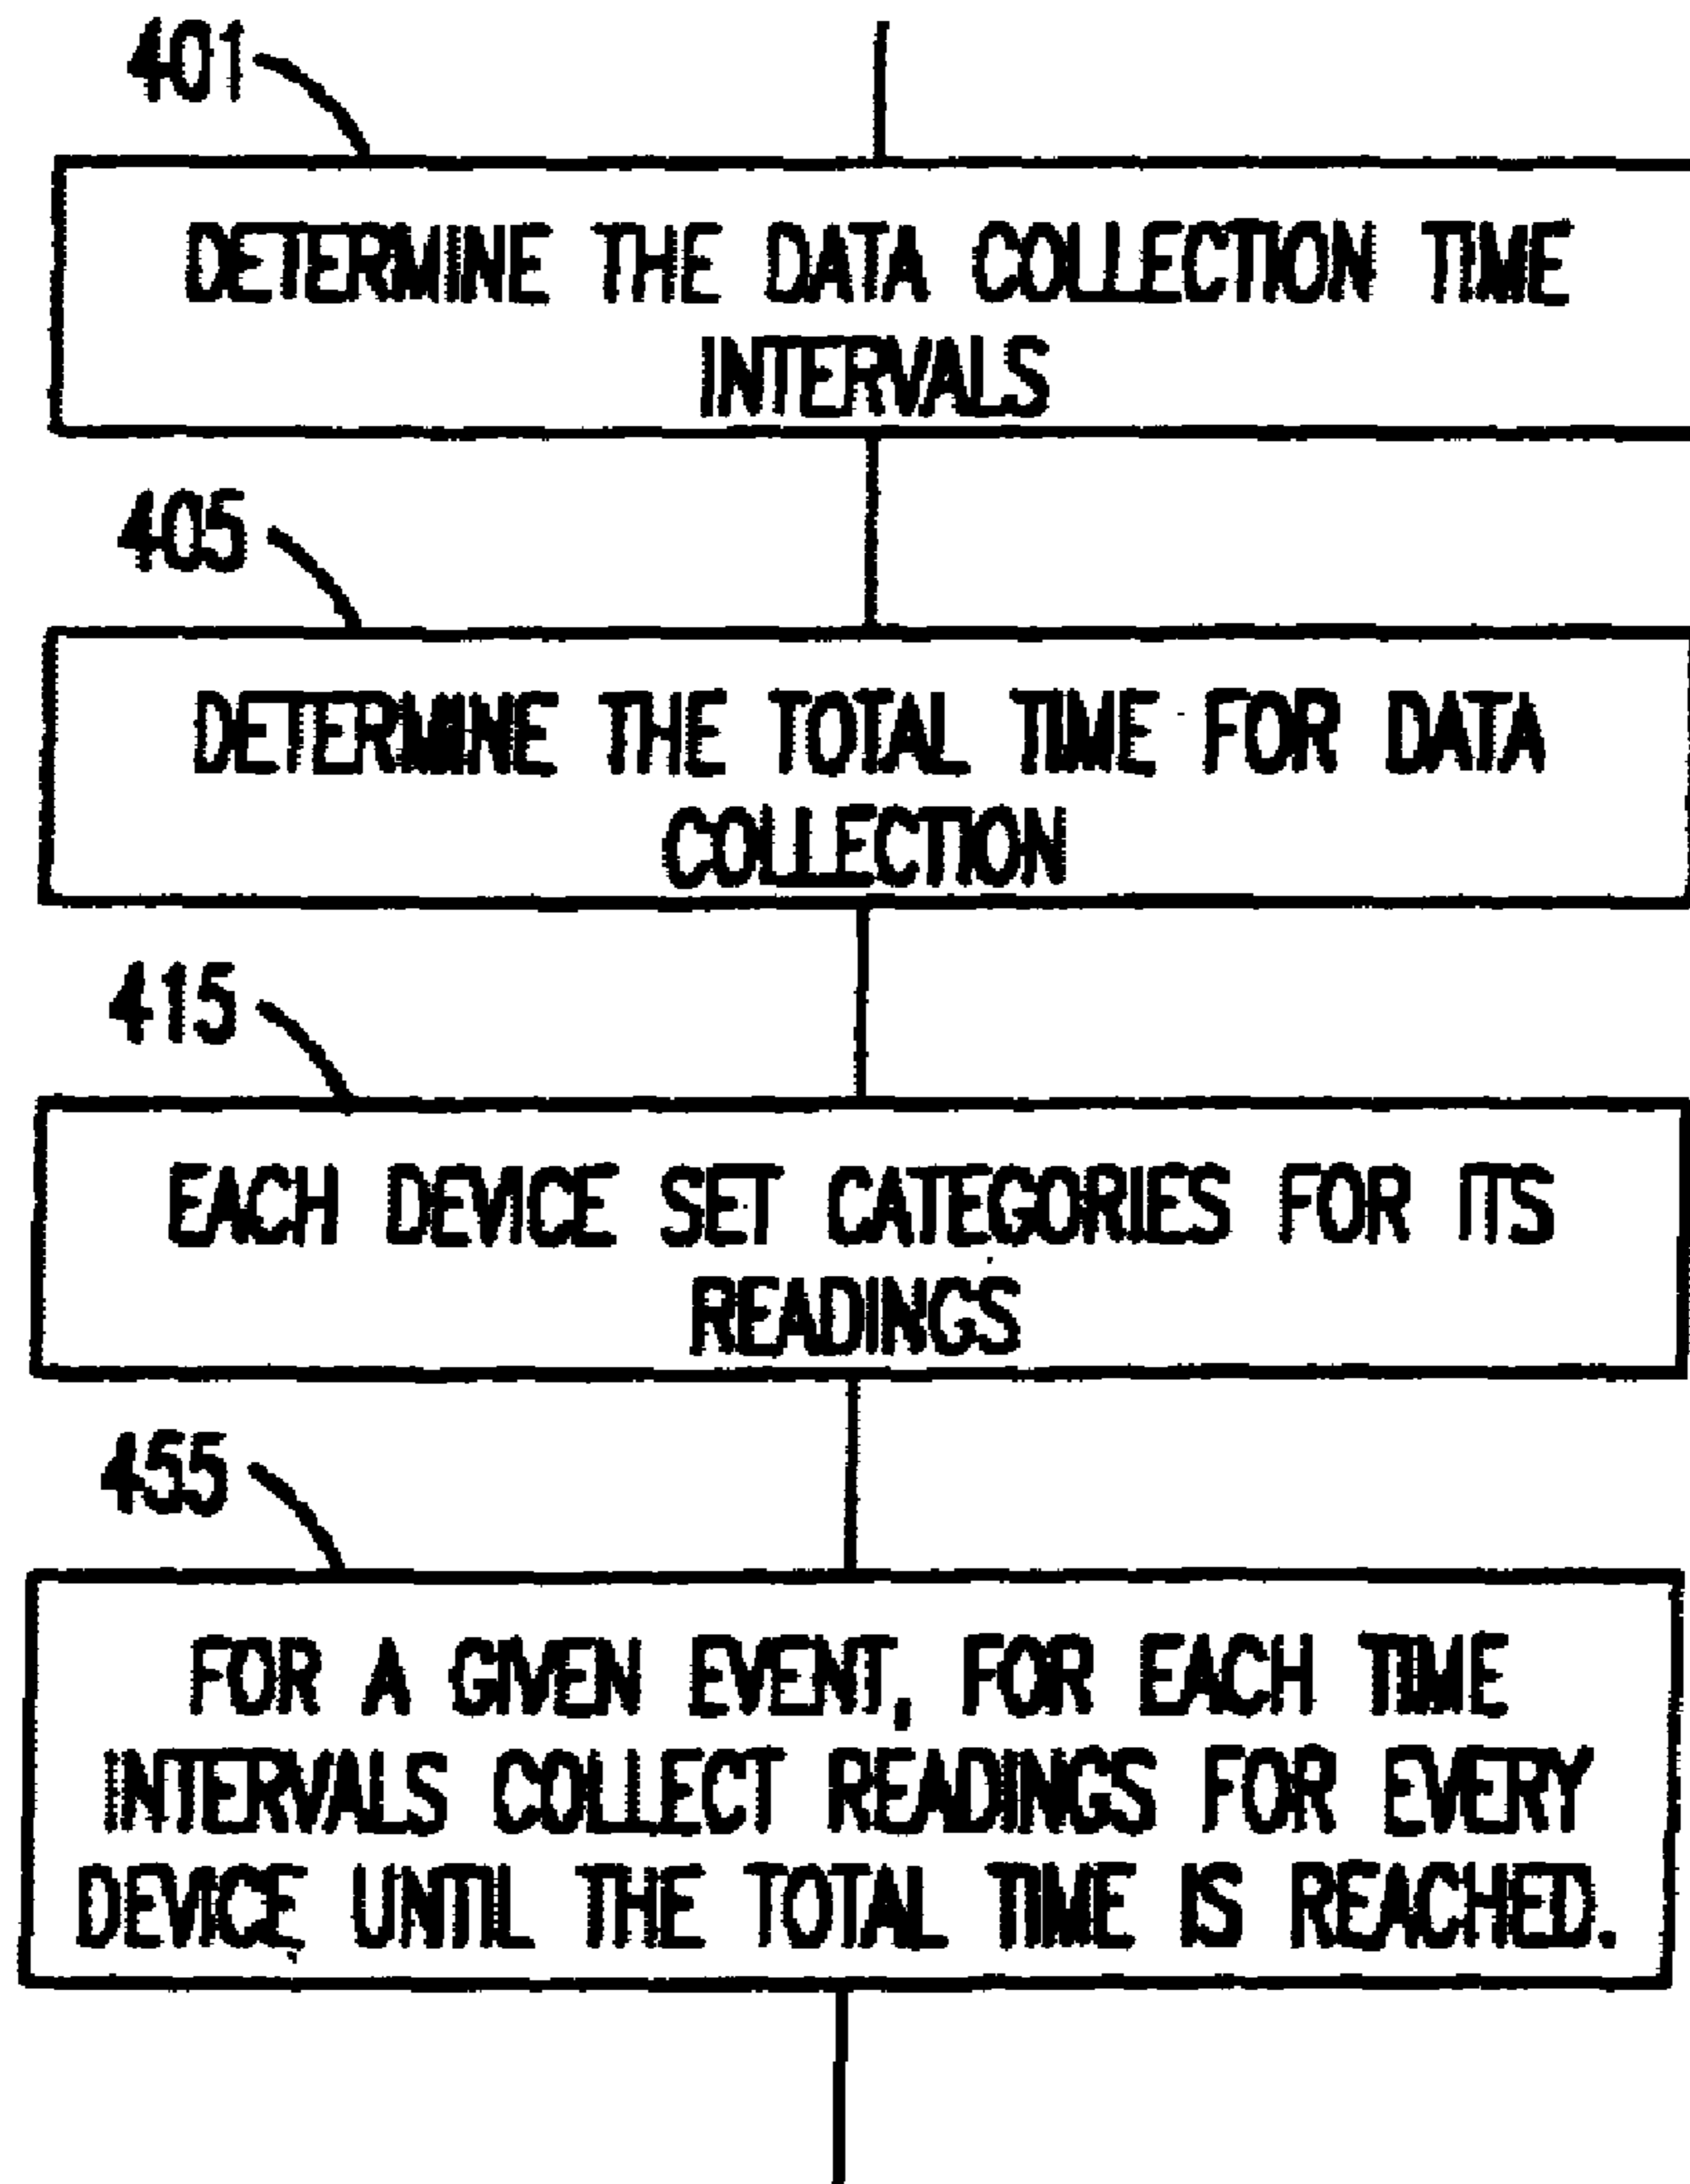 401
DETERMINE THE DATA COLLECTION TIME
INTERVALS
405
DETERMINE THE TOTAL TIME FOR DATA
COLLECTION
415
EACH DEVICE SET CATEGORIES FOR ITS
READINGS
455
FOR A GIVEN EVENT, FOR EACH TIME
INTERVALS COLLECT READINGS FOR EVERY
DEVICE UNTIL THE TOTAL TIME IS REACHED.